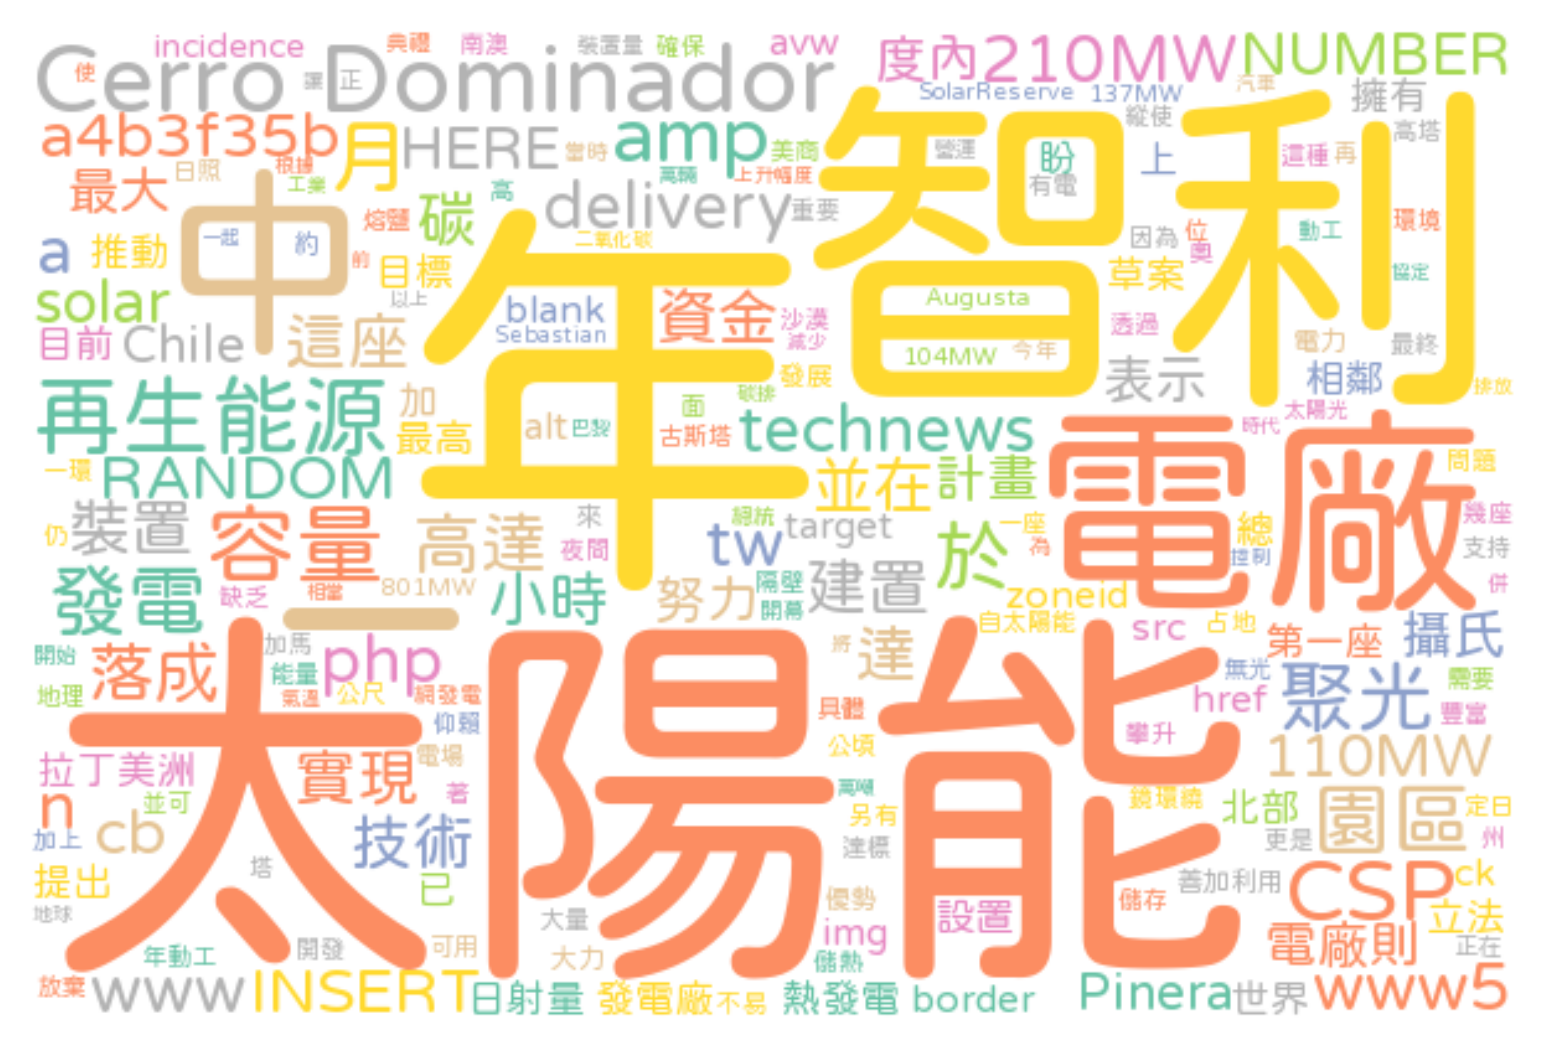 incidence 典禮 南澳 裝置量 確保 avw 度內 210MW NUMBER
使 Cerro Dominador 正 SolarReserve 137MW 汽車 擁有
a4b3f35b 月 HERE 當時 amp 美商 營運 盼 縱使 高塔
最大 日照 根據 工業 萬輛 上升幅度 有電 上 這種 再
中 熔鹽 碳 高 delivery 重要 智利 因為 位 奧 動工 環境
a 推動 一起 約 前 目標 二氧化碳 草案 協定
solar 以上 年 blank 資金 沙漠 Augusta 透過 電力 最終
目前 Chile 這座 Sebastian 減少 104MW 今年 表示 相鄰
再生能源 加 最高 發展 碳排 面 排放
alt 巴黎 古斯塔 technews 時代 太陽光 電廠
一環 RANDOM 並在 計畫 問題
仍 裝置 容量 高達 來 夜間 tw 總統 target 於 一座 為 總 控制 幾座 支持
發電 缺乏 相當 801MW 小時 努力 隔壁 開幕 建置 zoneid 併
一 加馬 將 達 自太陽能 src 占地 第一座 攝氏
開始 落成 能量 php 無光 聚光 需要
地理 氣溫 公尺 網發電 仰賴 具體 href 豐富
太陽能 公頃 攀升 110MW
拉丁美洲 實現 電場 著 萬噸
n 並可 另有 鏡環繞 北部 園區 定日
加上 cb 技術 達標 更是 州
提出 塔 已 優勢 善加利用 CSP ck
地球 大量 img 設置 儲存 電廠則 立法
年動工 開發 可用 大力 儲熱 正在
放棄 www INSERT 日射量 發電廠 不易 熱發電 border Pinera 世界 www5